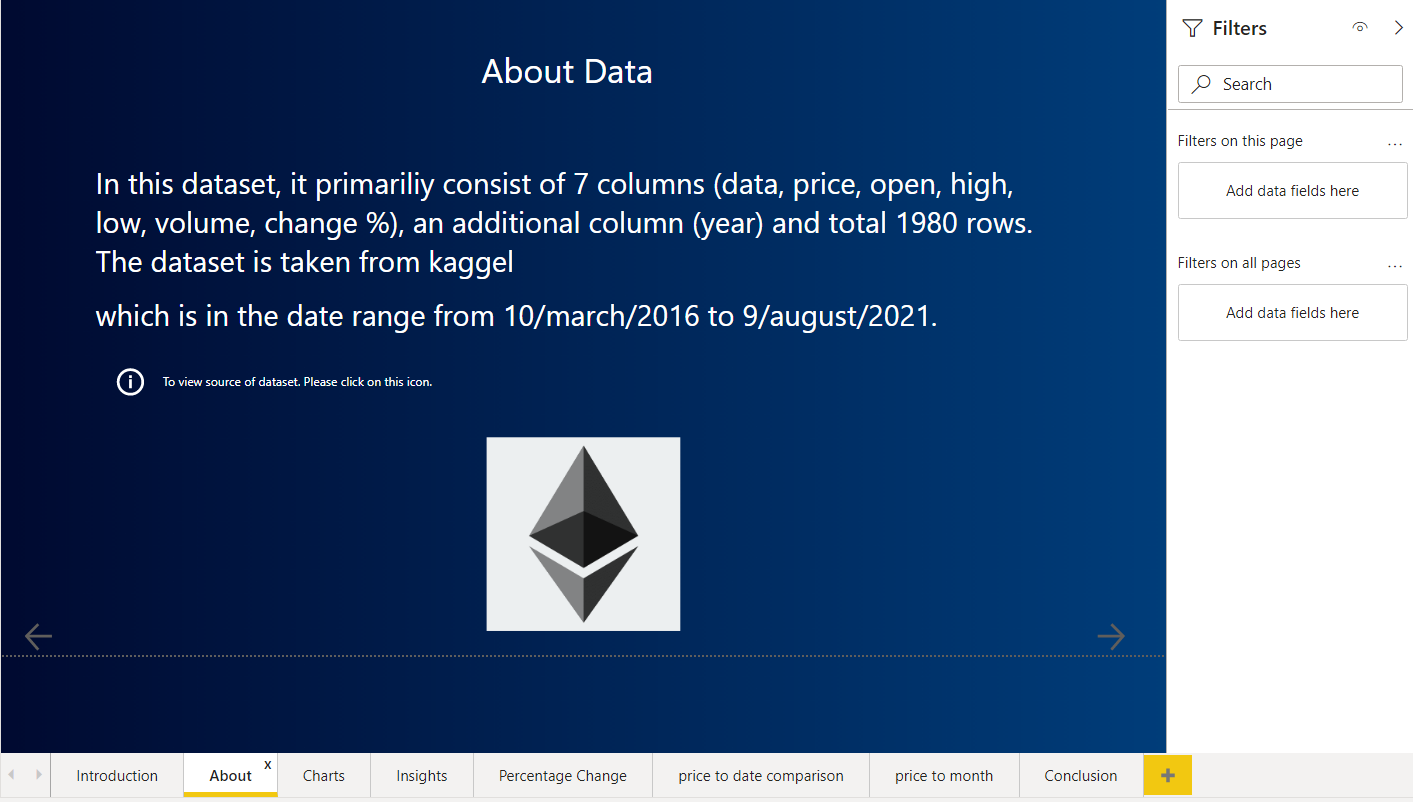 About Data
In this dataset, it primariliy consist of 7 columns (data, price, open, high,
low, volume, change %), an additional column (year) and total 1980 rows.
The dataset is taken from kaggel
which is in the date range from 10/march/2016 to 9/august/2021.
To view source of dataset. Please click on this icon.
Filters
Search
Filters on this page
...
Add data fields here
Filters on all pages
...
Add data fields here
Introduction
About
x
Charts
Insights
Percentage Change
price to date comparison
price to month
Conclusion
+